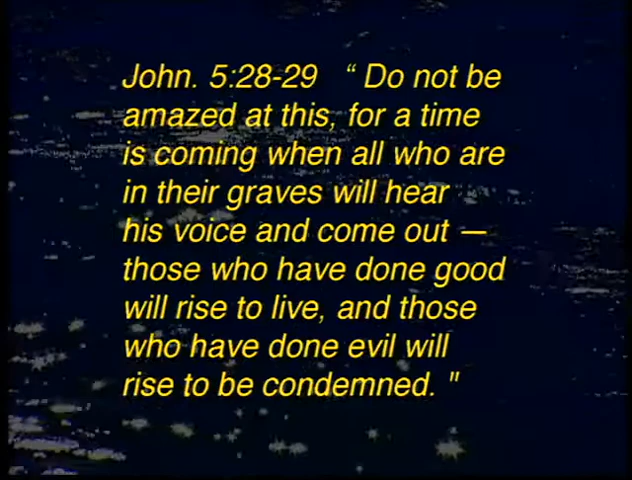 John. 5:28-29 “ Do not be
amazed at this, for a time
is coming when all who are
in their graves will hear
his voice and come out —
those who have done good
will rise to live, and those
who have done evil will
rise to be condemned. "